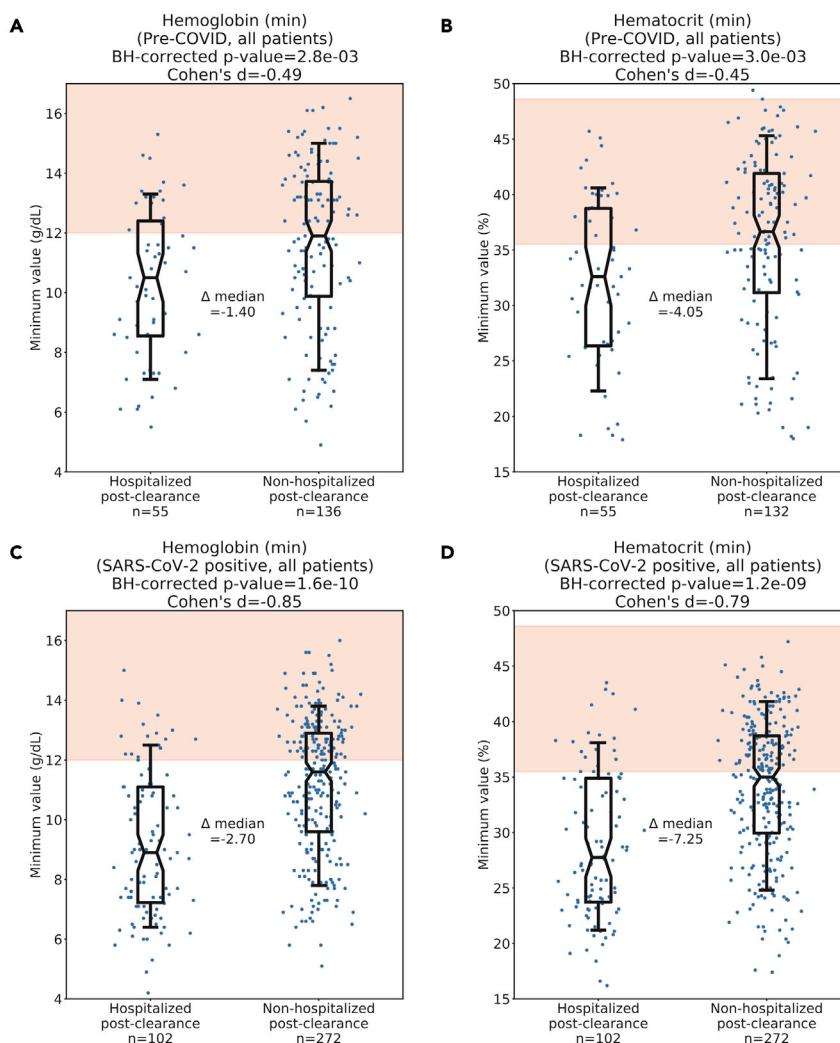 A
Hemoglobin (min)
(Pre-COVID, all patients)
BH-corrected p-value=2.8e-03
Cohen's d=-0.49
Minimum value (g/dL)
16
14
12
10
8
6
4
Δ median
=-1.40
Hospitalized
post-clearance
n=55
Non-hospitalized
post-clearance
n=136
B
Hematocrit (min)
(Pre-COVID, all patients)
BH-corrected p-value=3.0e-03
Cohen's d=-0.45
Minimum value (%)
50
45
40
35
30
25
20
15
Δ median
=-4.05
Hospitalized
post-clearance
n=55
Non-hospitalized
post-clearance
n=132
C
Hemoglobin (min)
(SARS-CoV-2 positive, all patients)
BH-corrected p-value=1.6e-10
Cohen's d=-0.85
Minimum value (g/dL)
16
14
12
10
8
6
4
Δ median
=-2.70
Hospitalized
post-clearance
n=102
Non-hospitalized
post-clearance
n=272
D
Hematocrit (min)
(SARS-CoV-2 positive, all patients)
BH-corrected p-value=1.2e-09
Cohen's d=-0.79
Minimum value (%)
50
45
40
35
30
25
20
15
Δ median
=-7.25
Hospitalized
post-clearance
n=102
Non-hospitalized
post-clearance
n=272